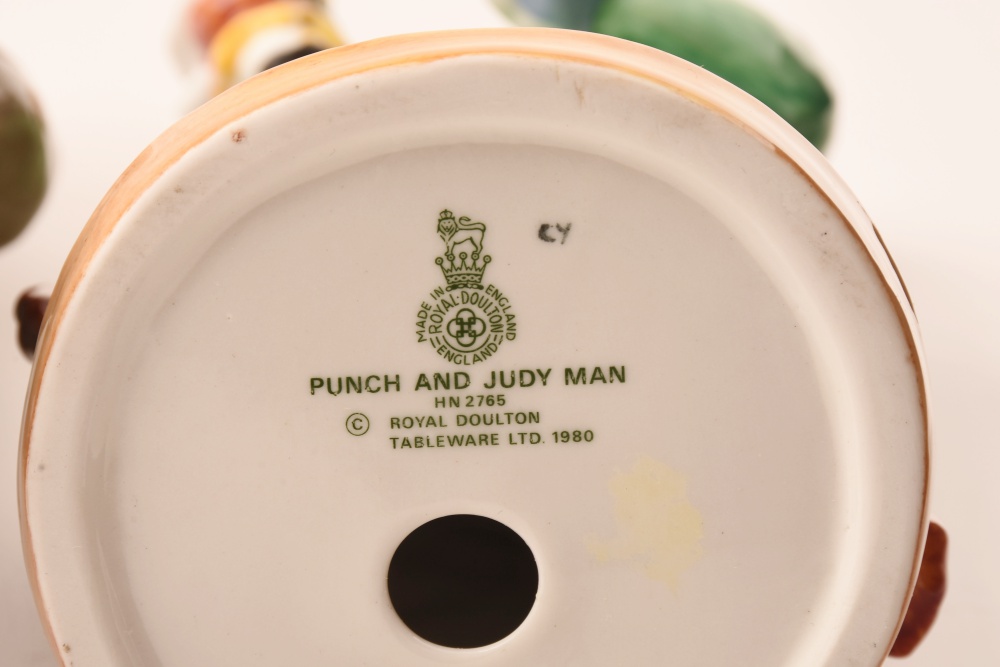 CY
MADE IN ENGLAND
ROYAL·DOULTON
ENGLAND
PUNCH AND JUDY MAN
HN 2765
© ROYAL DOULTON
TABLEWARE LTD. 1980